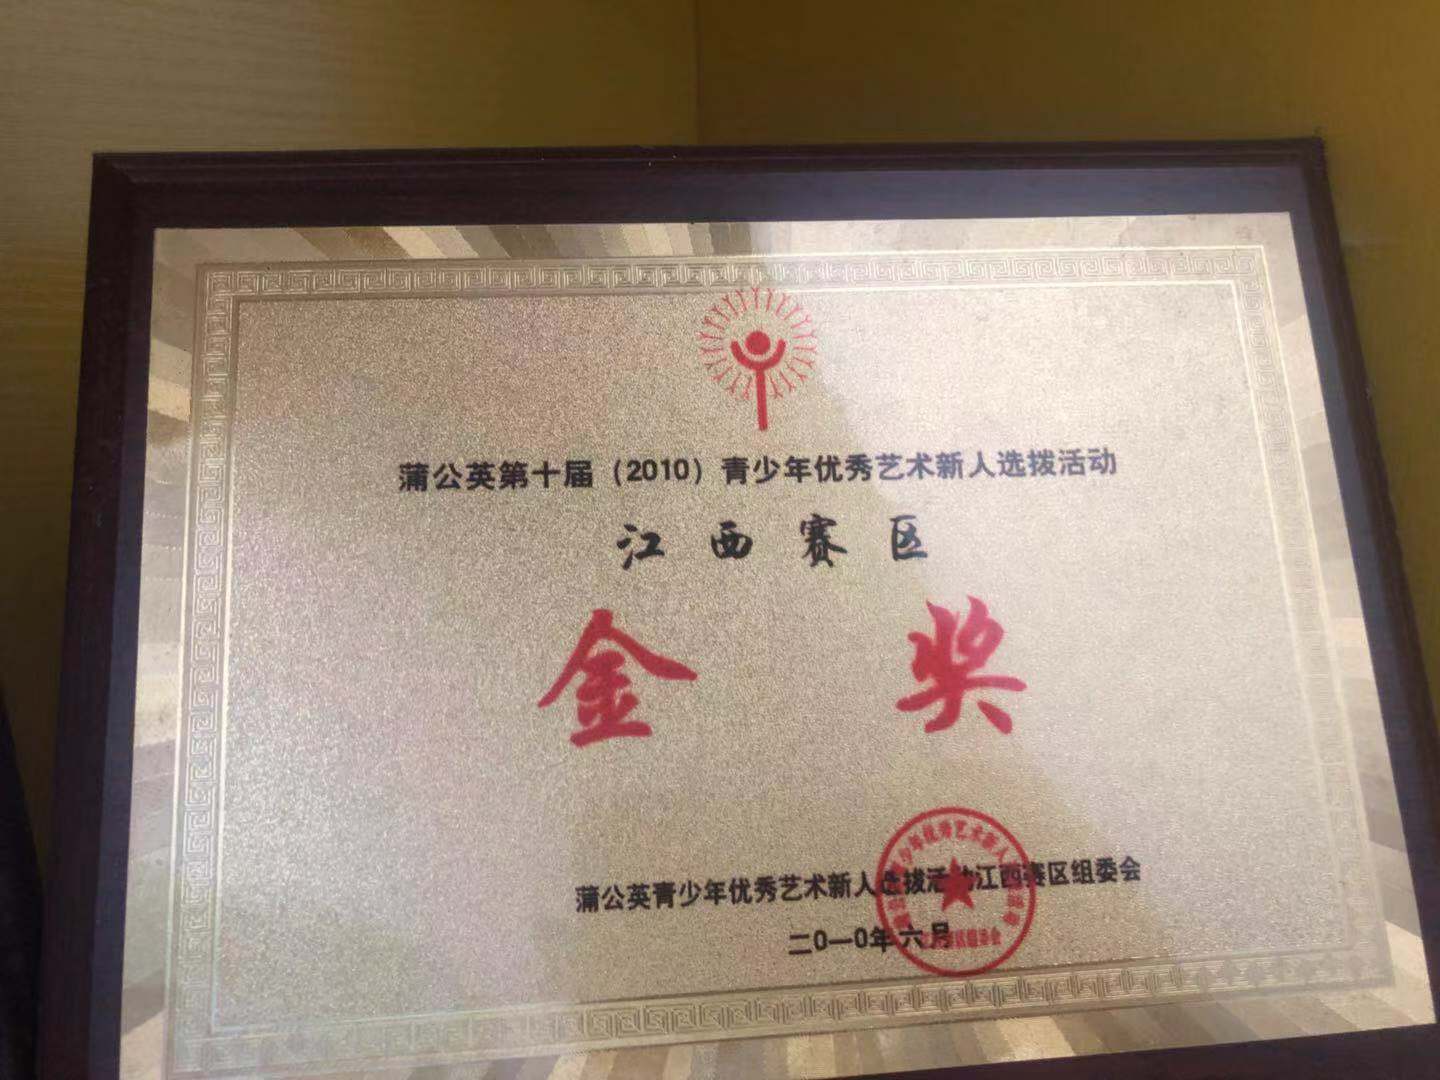 蒲公英第十届（2010）青少年优秀艺术新人选拨活动
江西赛区
金奖
蒲公英青少年优秀艺术新人选拨活动江西赛区组委会
二0一0年六月